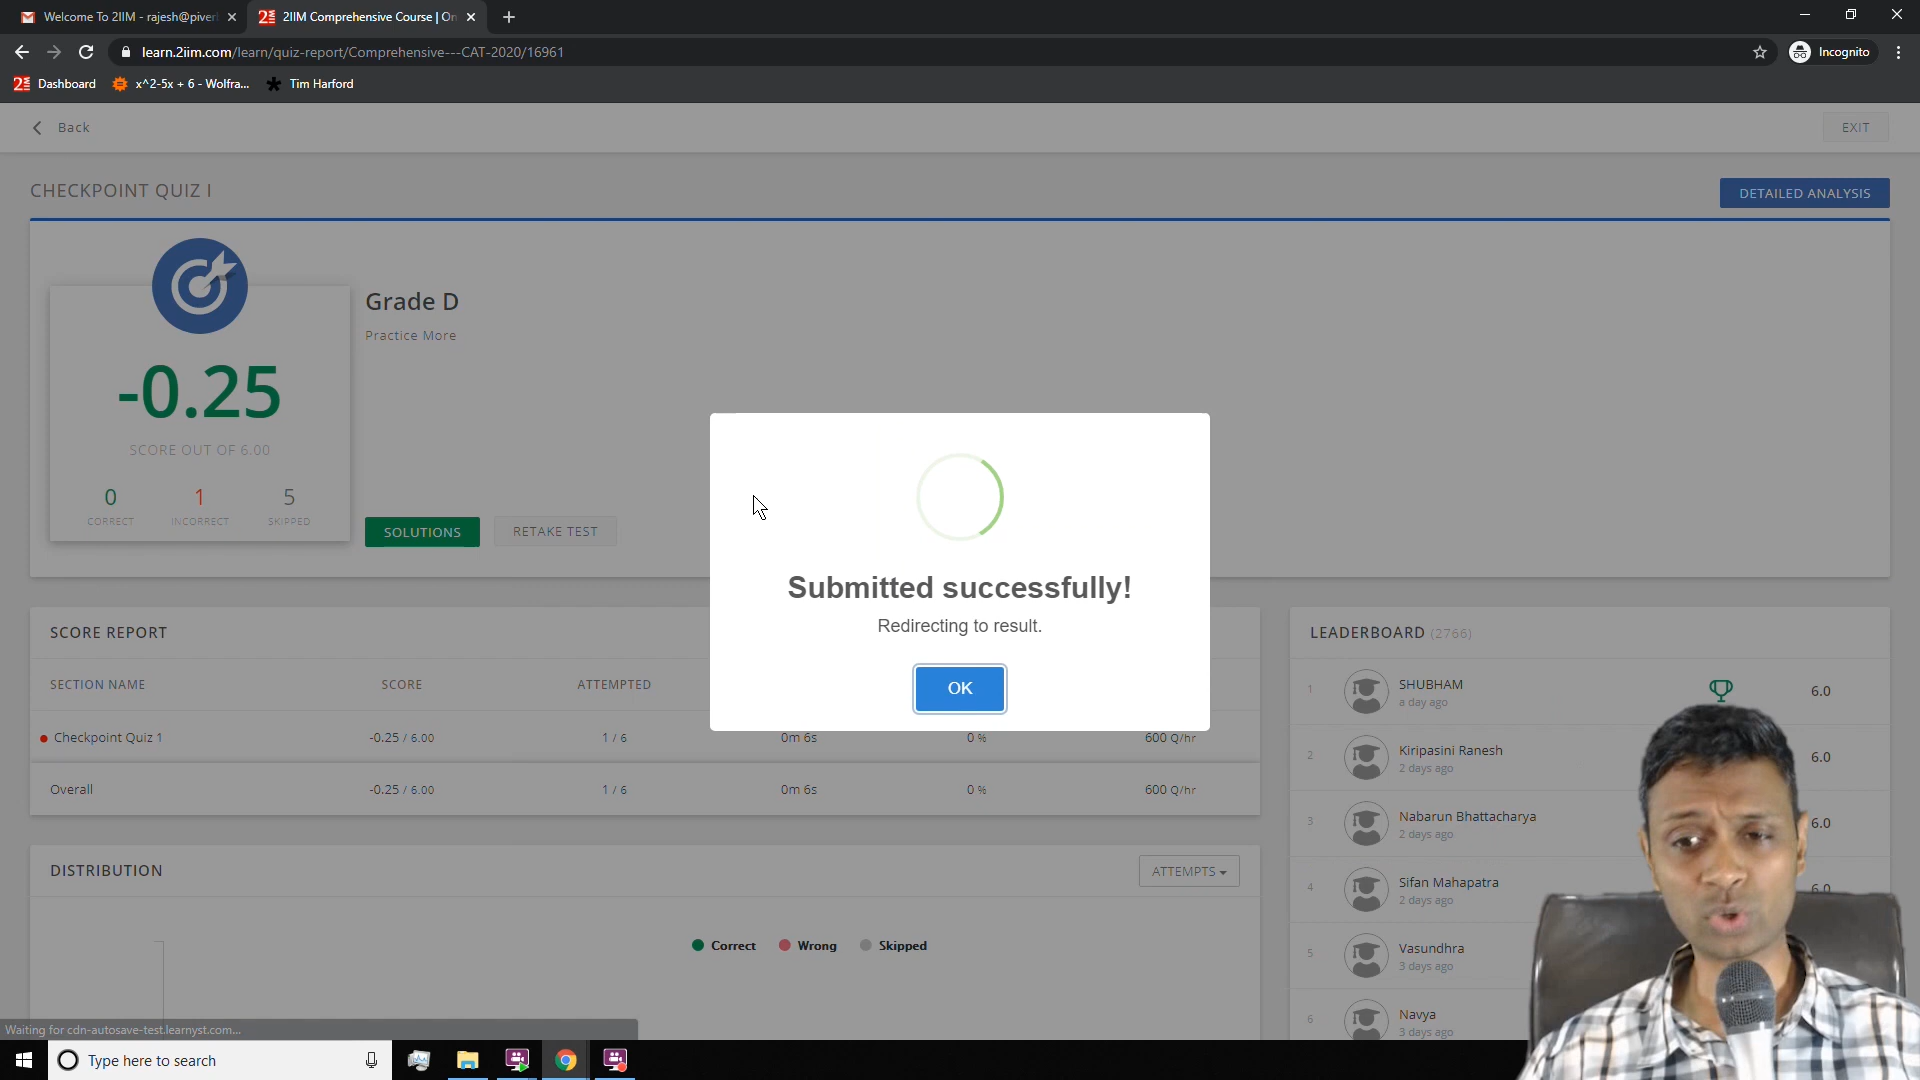 Welcome To 2IIM - rajesh@piverl
2IIM Comprehensive Course | On
learn.2iim.com/learn/quiz-report/Comprehensive---CAT-2020/16961
Incognito
Dashboard
x^2-5x + 6 - Wolfra...
Tim Harford
Back
EXIT
CHECKPOINT QUIZ I
DETAILED ANALYSIS
Grade D
Practice More
-0.25
SCORE OUT OF 6.00
0 1 5
CORRECT INCORRECT SKIPPED
SOLUTIONS
RETAKE TEST
Submitted successfully!
Redirecting to result.
OK
SCORE REPORT
SECTION NAME SCORE ATTEMPTED
Checkpoint Quiz 1 -0.25 / 6.00 1 / 6 0m 6s 0 % 600 Q/hr
Overall -0.25 / 6.00 1 / 6 0m 6s 0 % 600 Q/hr
LEADERBOARD (2766)
1 SHUBHAM 6.0
a day ago
2 Kiripasini Ranesh 6.0
2 days ago
3 Nabarun Bhattacharya 6.0
2 days ago
4 Sifan Mahapatra 6.0
2 days ago
5 Vasundhra
3 days ago
6 Navya
3 days ago
DISTRIBUTION
ATTEMPTS
Correct Wrong Skipped
Waiting for cdn-autosave-test.learnyst.com...
Type here to search